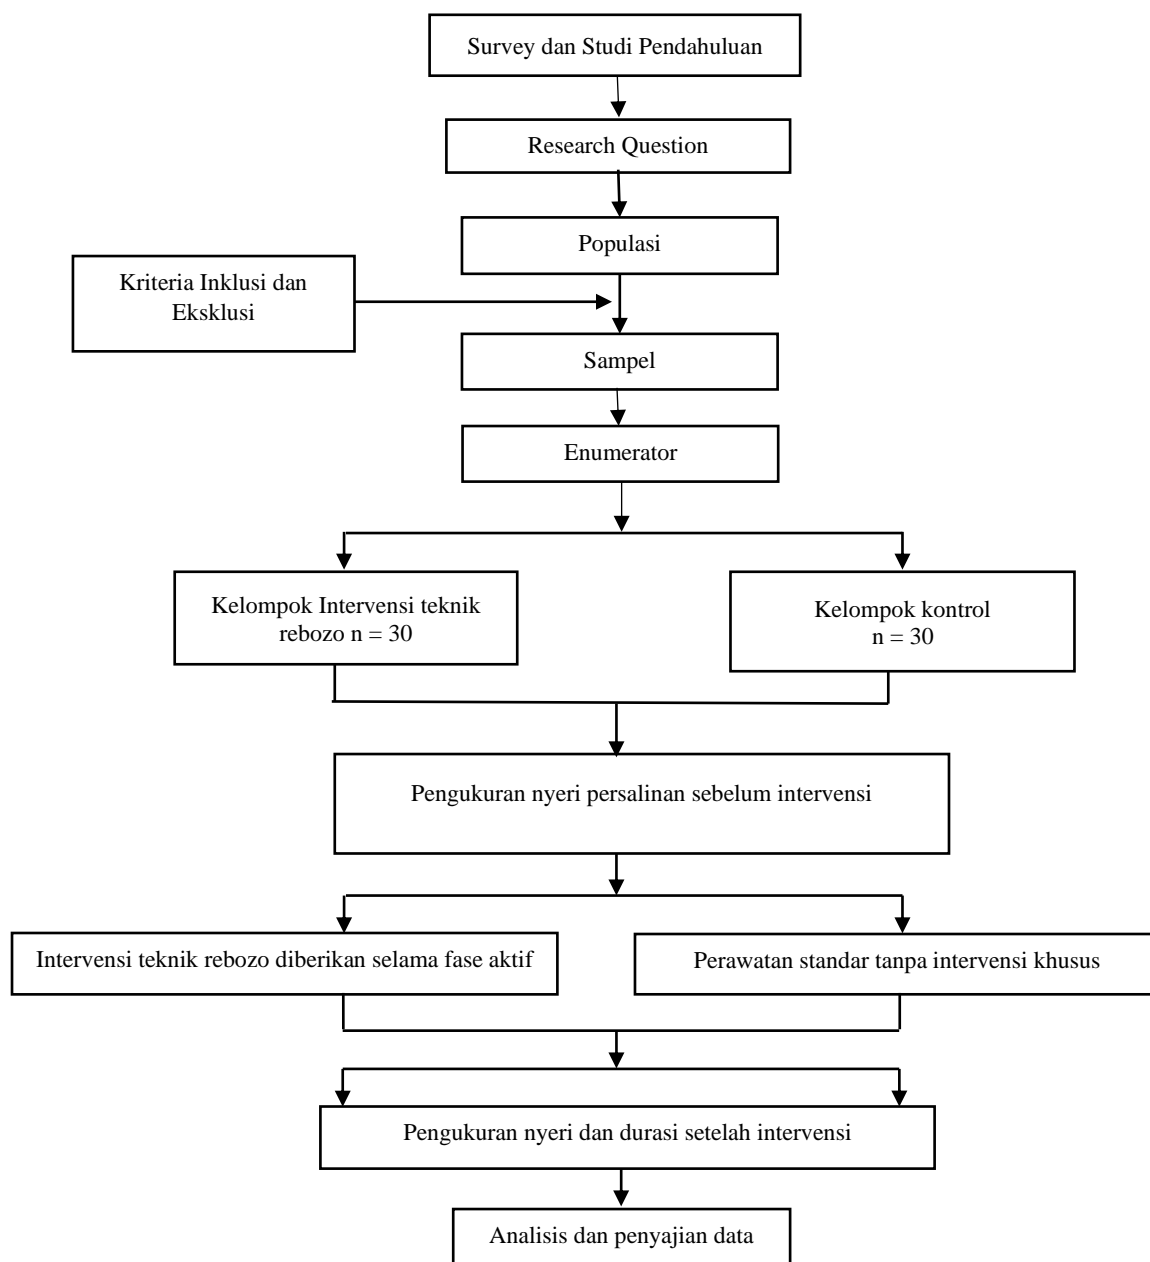 Survey dan Studi Pendahuluan
Research Question
Populasi
Kriteria Inklusi dan
Eksklusi
Sampel
Enumerator
Kelompok Intervensi teknik
rebozo n = 30
Kelompok kontrol
n = 30
Pengukuran nyeri persalinan sebelum intervensi
Intervensi teknik rebozo diberikan selama fase aktif
Perawatan standar tanpa intervensi khusus
Pengukuran nyeri dan durasi setelah intervensi
Analisis dan penyajian data